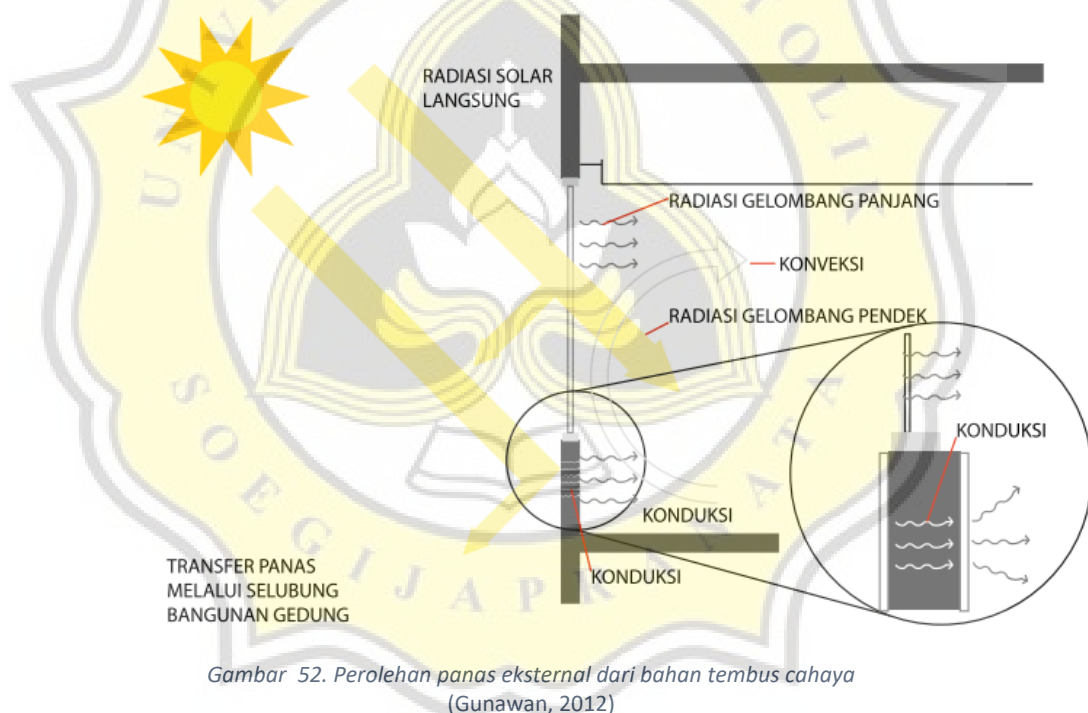 RADIASI SOLAR
LANGSUNG
RADIASI GELOMBANG PANJANG
KONVEKSI
RADIASI GELOMBANG PENDEK
KONDUKSI
KONDUKSI
KONDUKSI
TRANSFER PANAS
MELALUI SELUBUNG
BANGUNAN GEDUNG
SOEGIJAPRANATA
Gambar 52. Perolehan panas eksternal dari bahan tembus cahaya
(Gunawan, 2012)